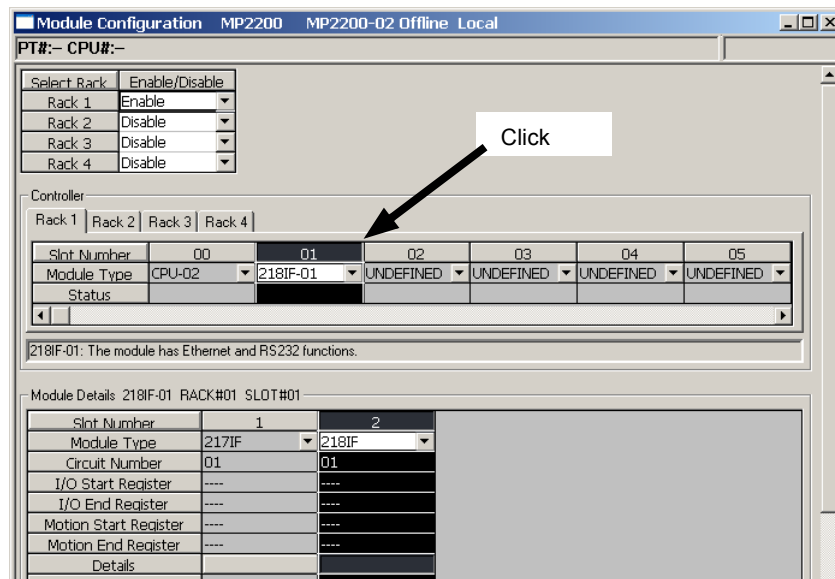 Module Configuration MP2200 MP2200-02 Offline Local
PT#:– CPU#:–
Select Rack Enable/Disable
Rack 1 Enable
Rack 2 Disable
Rack 3 Disable
Rack 4 Disable
Click
Controller
Rack 1 Rack 2 Rack 3 Rack 4
Slot Number 00 01 02 03 04 05
Module Type CPU-02 218IF-01 UNDEFINED UNDEFINED UNDEFINED UNDEFINED
Status
218IF-01: The module has Ethernet and RS232 functions.
Module Details 218IF-01 RACK#01 SLOT#01
Slot Number 1 2
Module Type 217IF 218IF
Circuit Number 01 01
I/O Start Register ---- ----
I/O End Register ---- ----
Motion Start Register ---- ----
Motion End Register ---- ----
Details